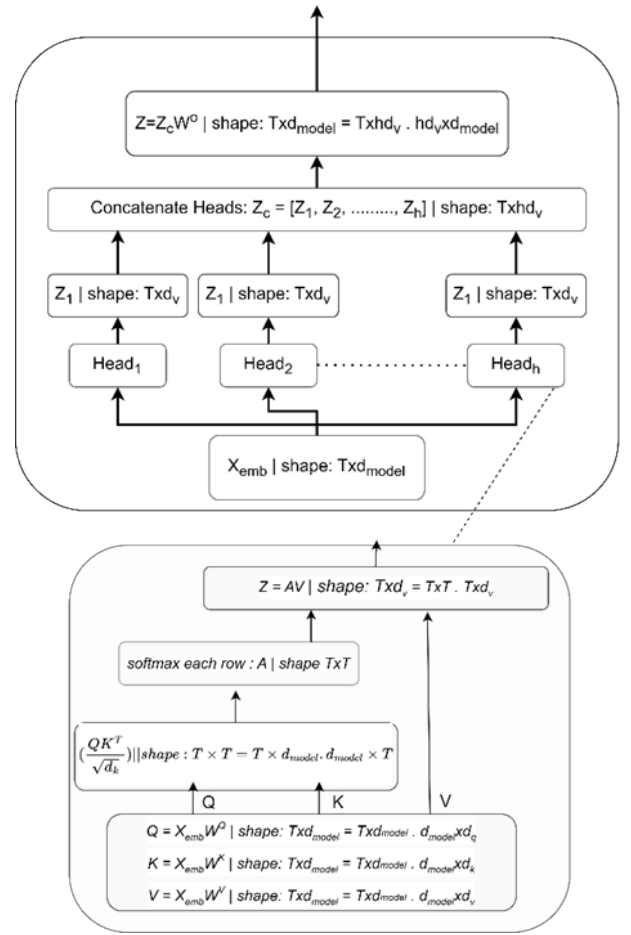 Z=Z_cW^O | shape: Txd_model = Txhd_v . hd_vxd_model
Concatenate Heads: Z_c = [Z_1, Z_2, ........., Z_h] | shape: Txhd_v
Z_1 | shape: Txd_v Z_1 | shape: Txd_v Z_1 | shape: Txd_v
Head_1 Head_2 Head_h
X_emb | shape: Txd_model
Z = AV | shape: Txd_v = TxT . Txd_v
softmax each row : A | shape TxT
(QK^T/√d_k)||shape : T × T = T × d_model. d_model × T
Q K V
Q = X_embW^Q | shape: Txd_model = Txd_model . d_modelxd_q
K = X_embW^K | shape: Txd_model = Txd_model . d_modelxd_k
V = X_embW^V | shape: Txd_model = Txd_model . d_modelxd_v